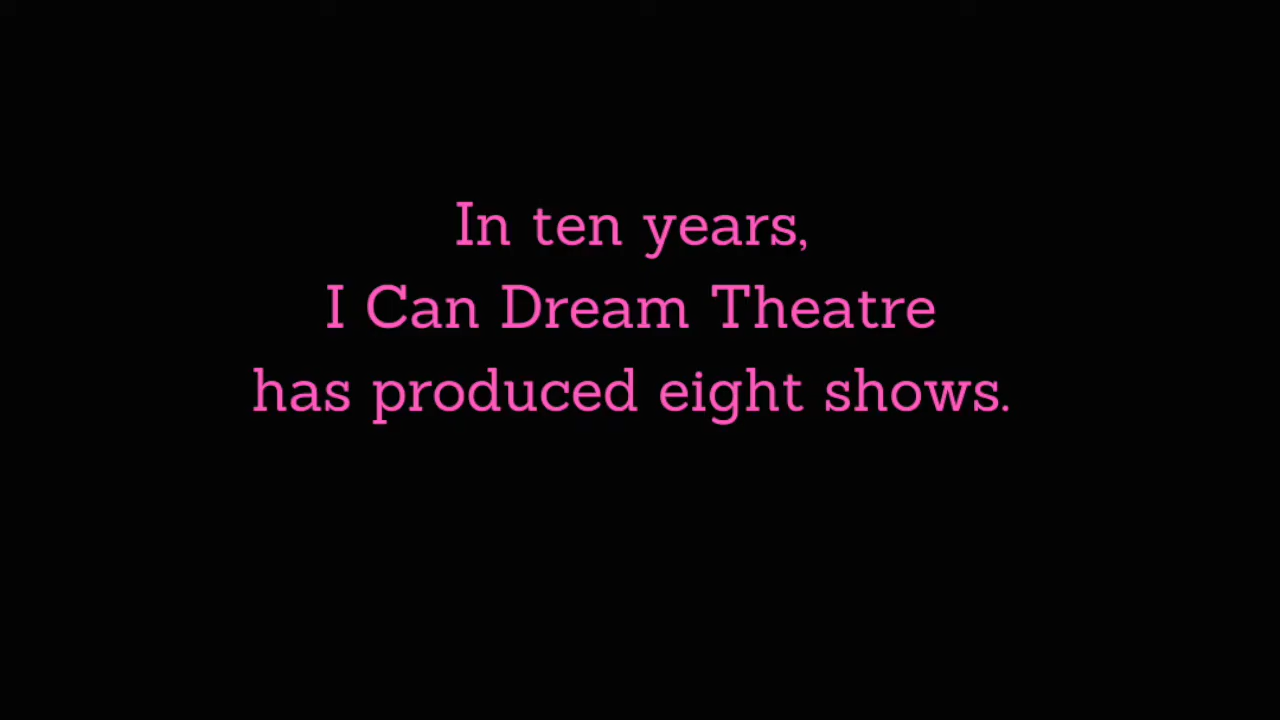 In ten years,
I Can Dream Theatre
has produced eight shows.